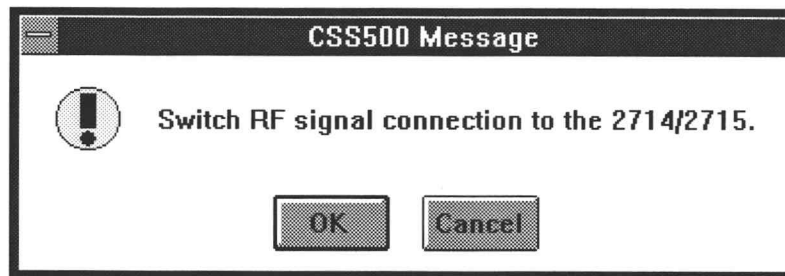 CSS500 Message
Switch RF signal connection to the 2714/2715.
OK
Cancel